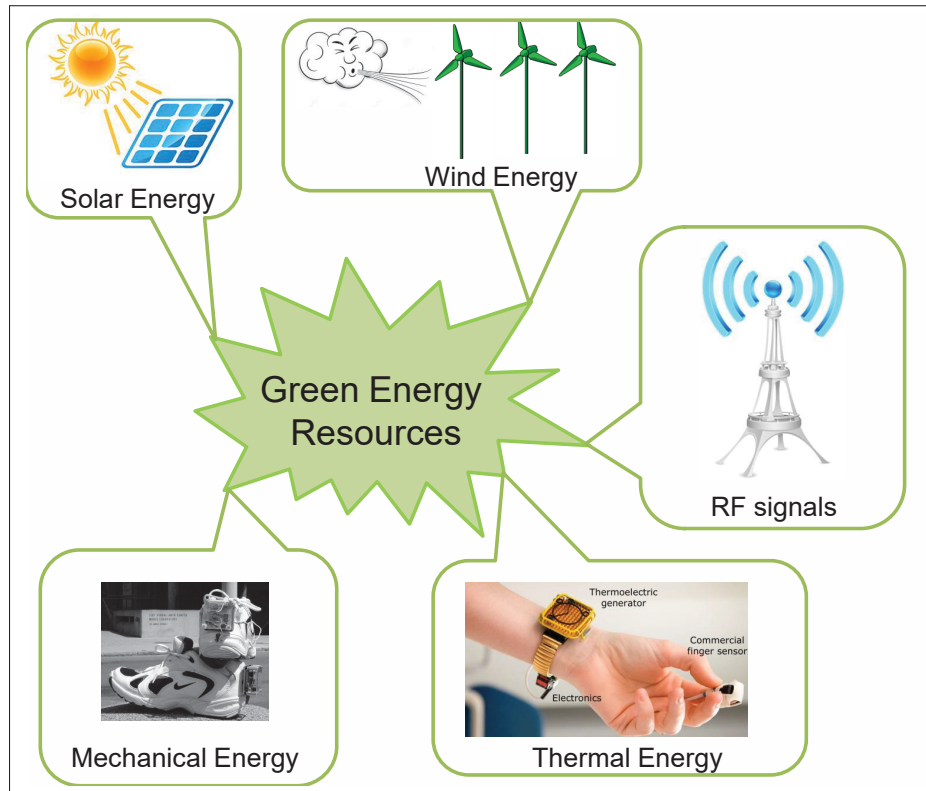 Solar Energy
Wind Energy
Green Energy
Resources
RF signals
Mechanical Energy
Thermoelectric
generator
Commercial
finger sensor
Electronics
Thermal Energy